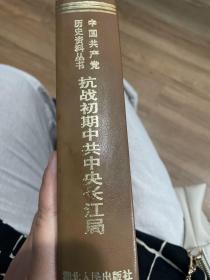 中国共产党
历史资料丛书
抗战初期中共中央长江局
湖北人民出版社